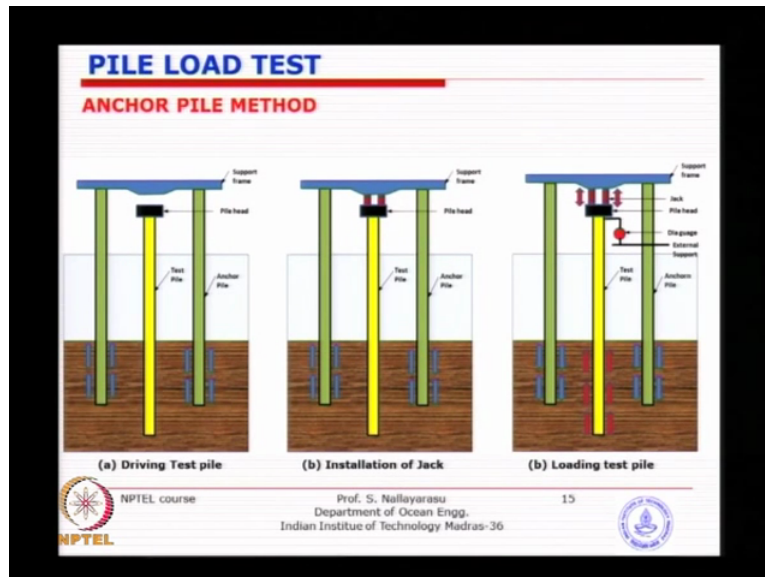 PILE LOAD TEST
ANCHOR PILE METHOD
Support
frame
Pile head
Test
Pile
Anchor
Pile
(a) Driving Test pile
Support
frame
Pile head
Test
Pile
Anchor
Pile
(b) Installation of Jack
Support
frame
Jack
Pile head
Dia guage
External
Support
Test
Pile
Anchorn
Pile
(b) Loading test pile
NPTEL course
Prof. S. Nallayarasu
Department of Ocean Engg.
Indian Institue of Technology Madras-36
15
NPTEL